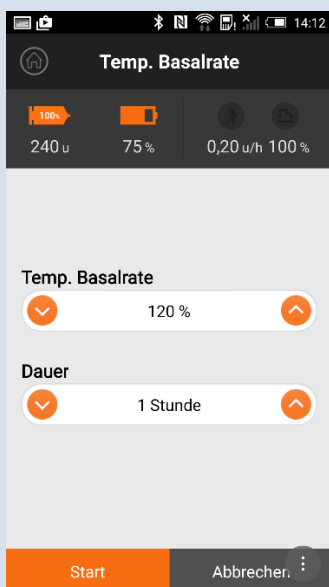 14:12
Temp. Basalrate
100%
240 u 75 % 0,20 u/h 100 %
Temp. Basalrate
120 %
Dauer
1 Stunde
Start Abbrechen